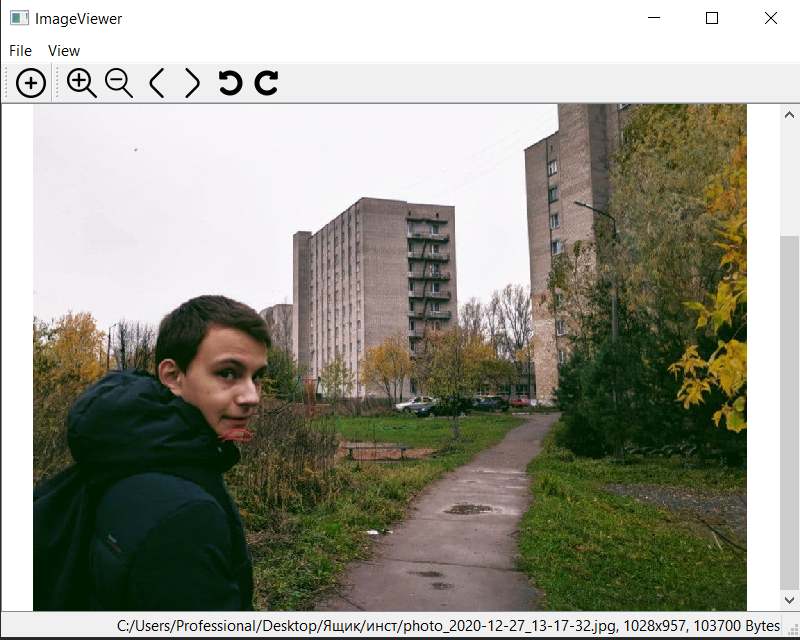 ImageViewer
File View
C:/Users/Professional/Desktop/Ящик/инст/photo_2020-12-27_13-17-32.jpg, 1028x957, 103700 Bytes